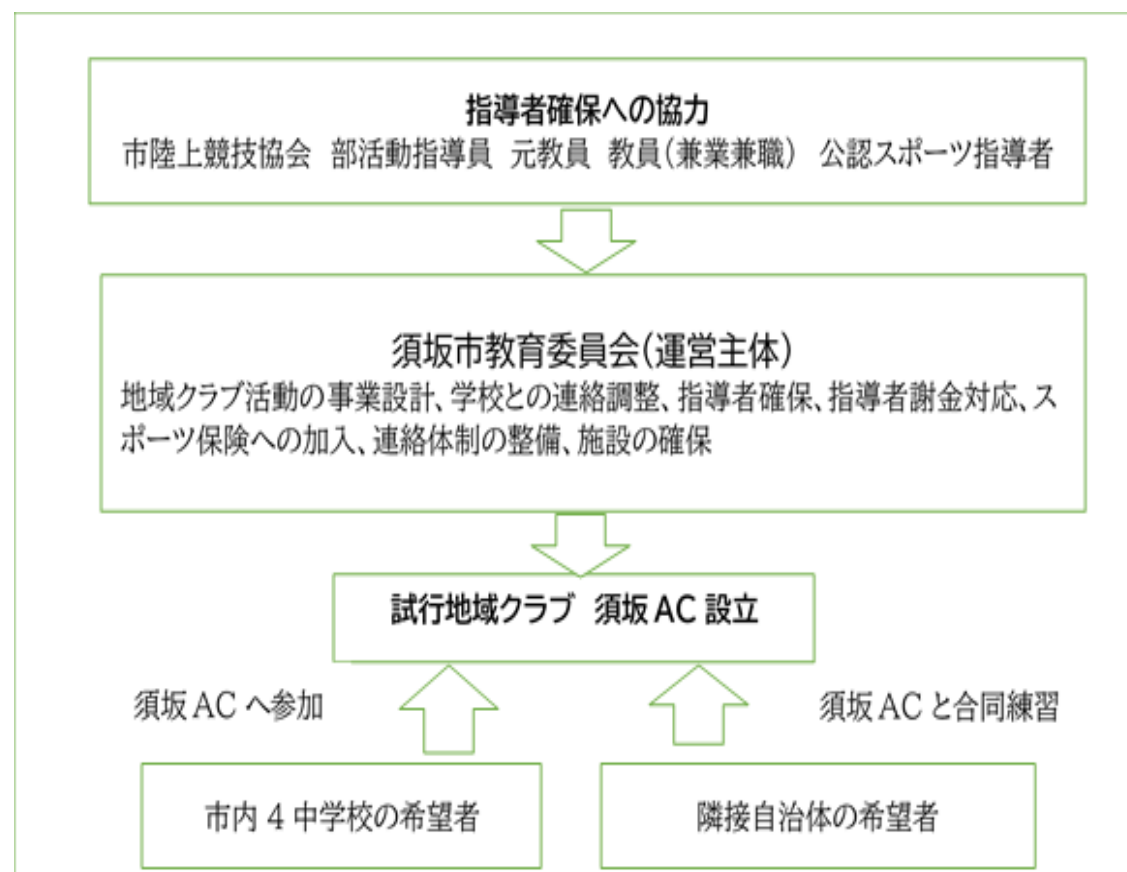 指導者確保への協力
市陸上競技協会 部活動指導員 元教員 教員(兼業兼職) 公認スポーツ指導者
須坂市教育委員会(運営主体)
地域クラブ活動の事業設計、学校との連絡調整、指導者確保、指導者謝金対応、ス
ポーツ保険への加入、連絡体制の整備、施設の確保
試行地域クラブ 須坂 AC 設立
須坂 AC へ参加
須坂 AC と合同練習
市内 4 中学校の希望者
隣接自治体の希望者